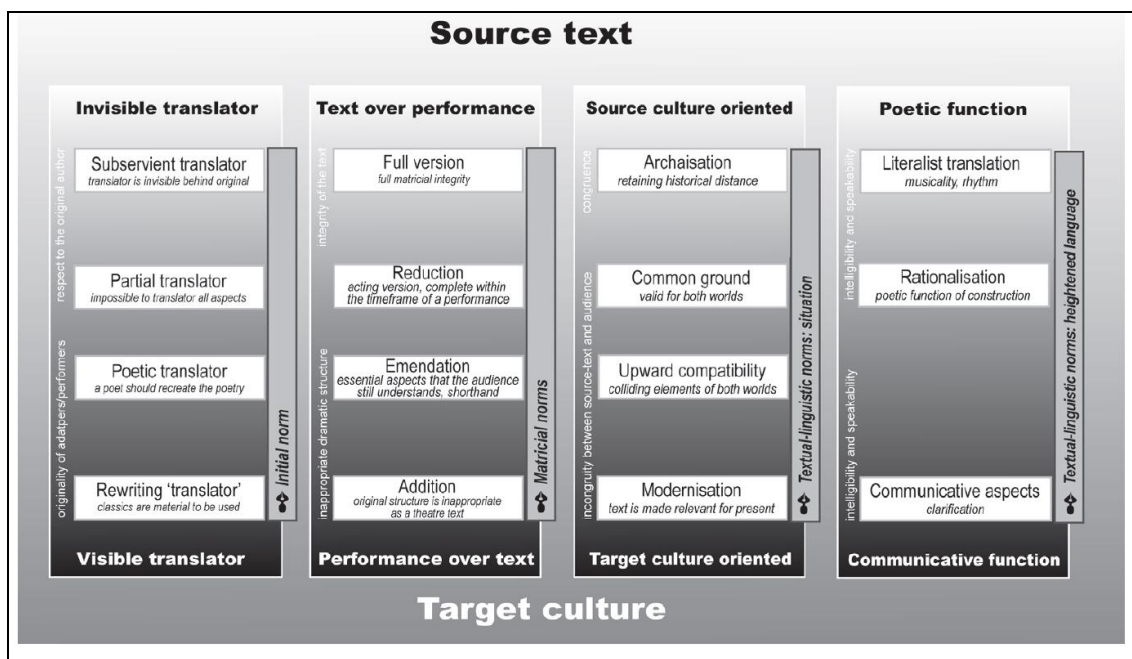 Source text
Invisible translator
Subservient translator
translator is invisible behind original
Partial translator
impossible to translator all aspects
Poetic translator
a poet should recreate the poetry
Rewriting ‘translator’
classics are material to be used
Visible translator
respect to the original author
originality of adatpers/performers
Initial norm
Text over performance
Full version
full matricial integrity
Reduction
acting version, complete within
the timeframe of a performance
Emendation
essential aspects that the audience
still understands, shorthand
Addition
original structure is inappropriate
as a theatre text
Performance over text
integrity of the text
inappropriate dramatic structure
Matricial norms
Source culture oriented
Archaisation
retaining historical distance
Common ground
valid for both worlds
Upward compatibility
colliding elements of both worlds
Modernisation
text is made relevant for present
Target culture oriented
congruence
incongruity between source-text and audience
Textual-linguistic norms: situation
Poetic function
Literalist translation
musicality, rhythm
Rationalisation
poetic function of construction
Communicative aspects
clarification
Communicative function
intelligibility and speakability
intelligibility and speakability
Textual-linguistic norms: heightened language
Target culture